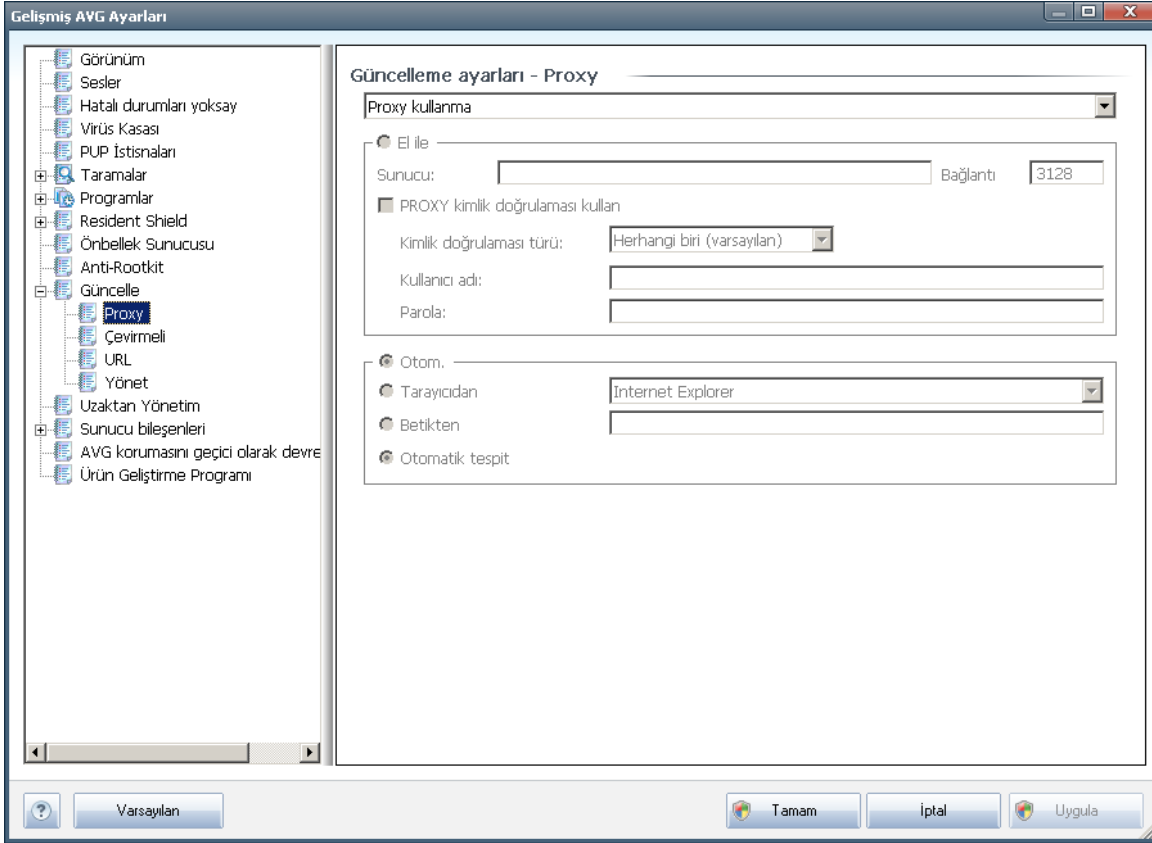 Gelişmiş AVG Ayarları
Görünüm
Sesler
Hatalı durumları yoksay
Virüs Kasası
PUP İstisnaları
Taramalar
Programlar
Resident Shield
Önbellek Sunucusu
Anti-Rootkit
Güncelle
Proxy
Çevirmeli
URL
Yönet
Uzaktan Yönetim
Sunucu bileşenleri
AVG korumasını geçici olarak devre
Ürün Geliştirme Programı
Güncelleme ayarları - Proxy
Proxy kullanma
El ile
Sunucu: Bağlantı 3128
PROXY kimlik doğrulaması kullan
Kimlik doğrulaması türü: Herhangi biri (varsayılan)
Kullanıcı adı:
Parola:
Otom.
Tarayıcıdan Internet Explorer
Betikten
Otomatik tespit
? Varsayılan Tamam İptal Uygula